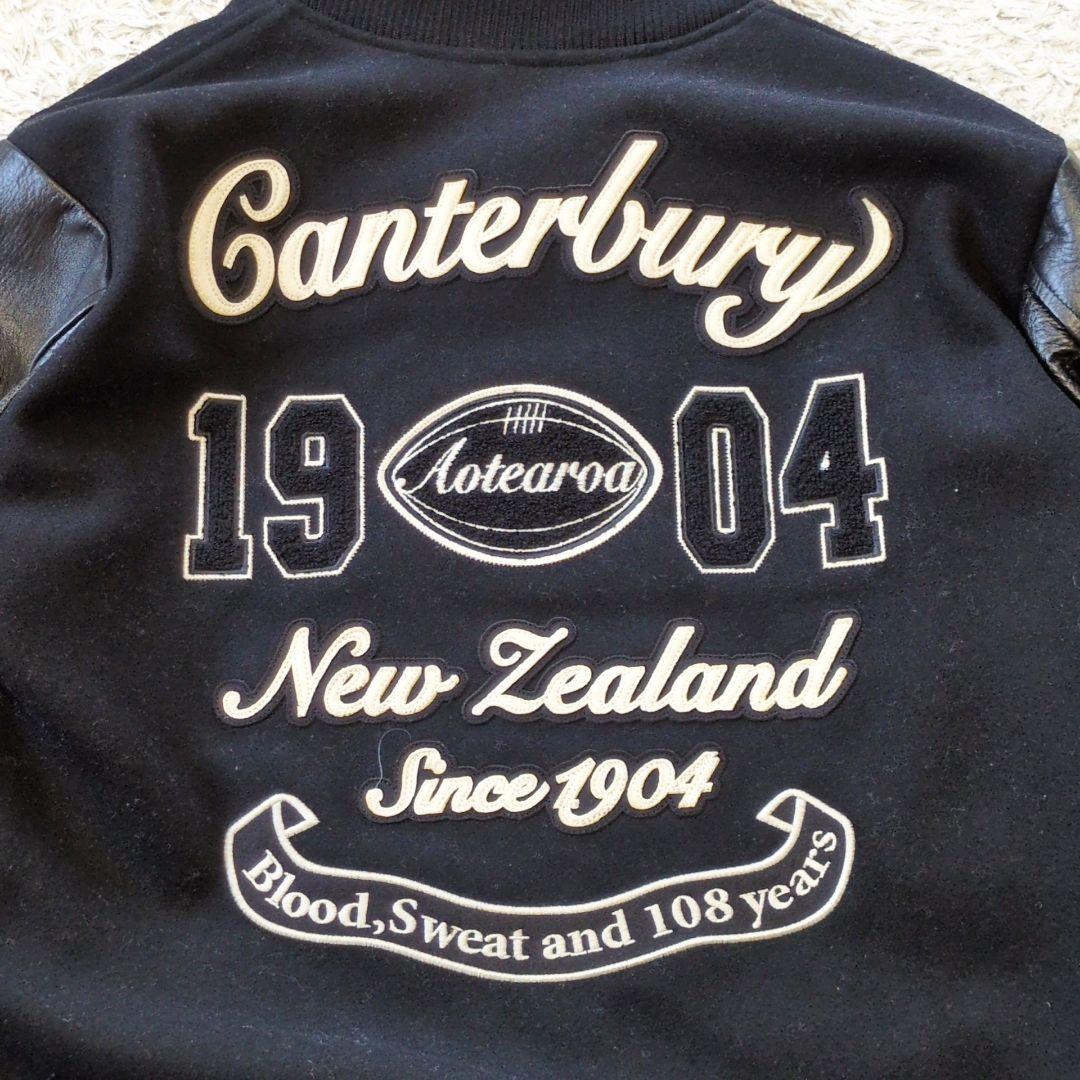 Canterbury
19 Aotearoa 04
New Zealand
Since 1904
Blood,Sweat and 108 years